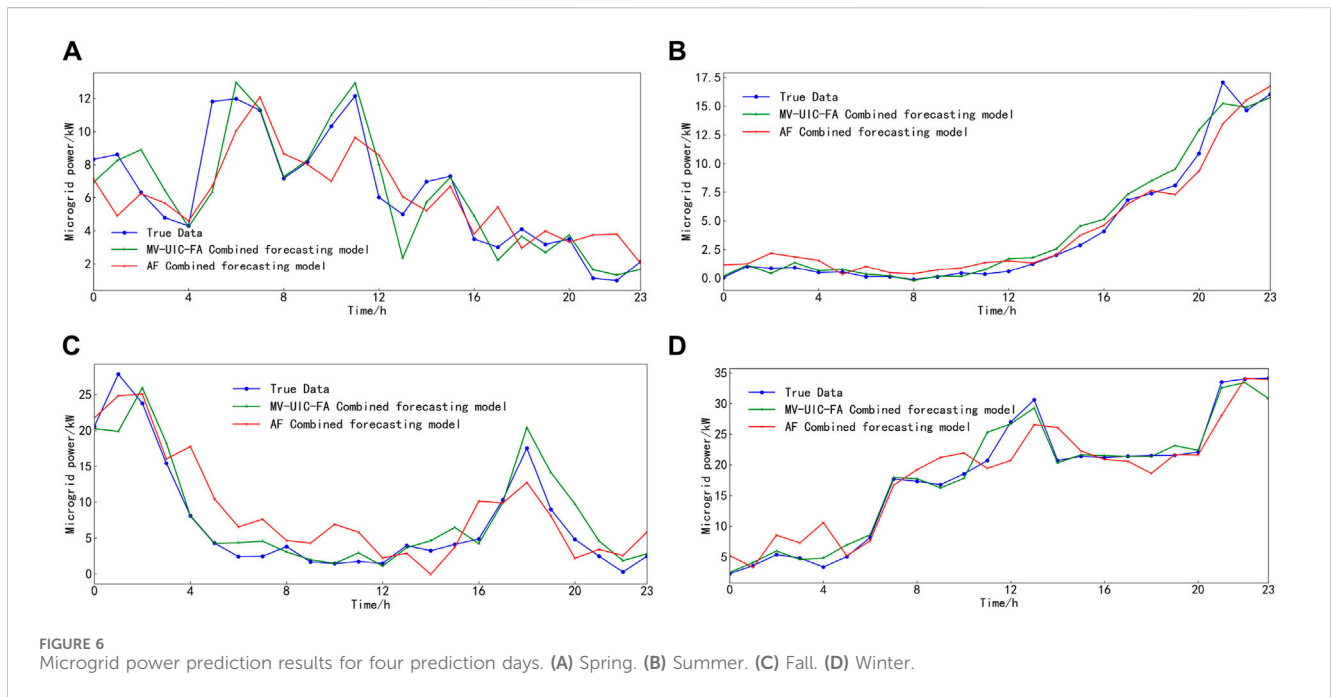 A
Microgrid power/kW
12
10
8
6
4
2
True Data
MV-UIC-FA Combined forecasting model
AF Combined forecasting model
0
4
8
12
16
20
23
Time/h
B
Microgrid power/kW
17.5
15.0
12.5
10.0
7.5
5.0
2.5
0.0
True Data
MV-UIC-FA Combined forecasting model
AF Combined forecasting model
0
4
8
12
16
20
23
Time/h
C
Microgrid power/kW
25
20
15
10
5
0
True Data
MV-UIC-FA Combined forecasting model
AF Combined forecasting model
0
4
8
12
16
20
23
Time/h
D
Microgrid power/kW
35
30
25
20
15
10
5
True Data
MV-UIC-FA Combined forecasting model
AF Combined forecasting model
0
4
8
12
16
20
23
Time/h
FIGURE 6
Microgrid power prediction results for four prediction days. (A) Spring. (B) Summer. (C) Fall. (D) Winter.